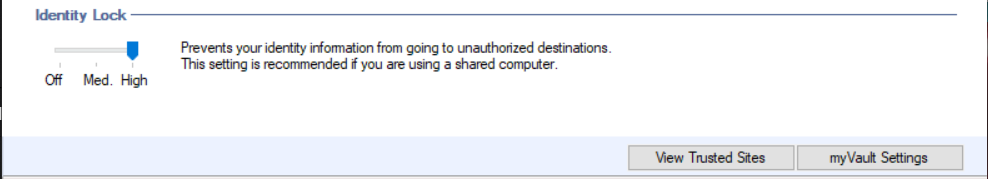 Identity Lock
Prevents your identity information from going to unauthorized destinations.
This setting is recommended if you are using a shared computer.
Off Med. High
View Trusted Sites myVault Settings